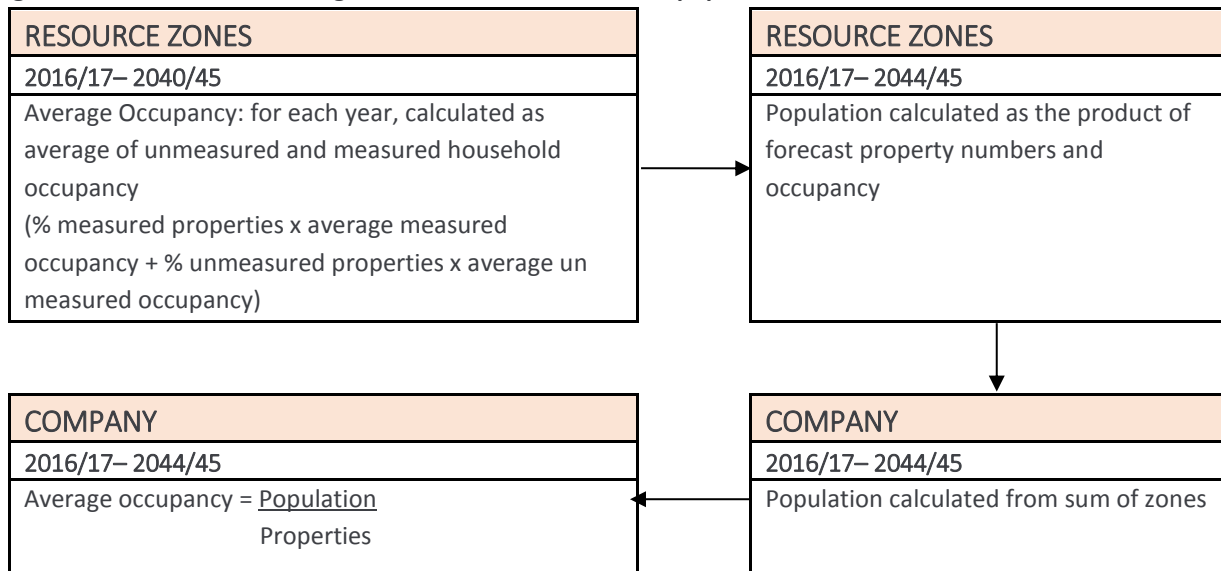 RESOURCE ZONES
2016/17– 2040/45
Average Occupancy: for each year, calculated as
average of unmeasured and measured household
occupancy
(% measured properties x average measured
occupancy + % unmeasured properties x average un
measured occupancy)
RESOURCE ZONES
2016/17– 2044/45
Population calculated as the product of
forecast property numbers and
occupancy
COMPANY
2016/17– 2044/45
Average occupancy = Population
Properties
COMPANY
2016/17– 2044/45
Population calculated from sum of zones